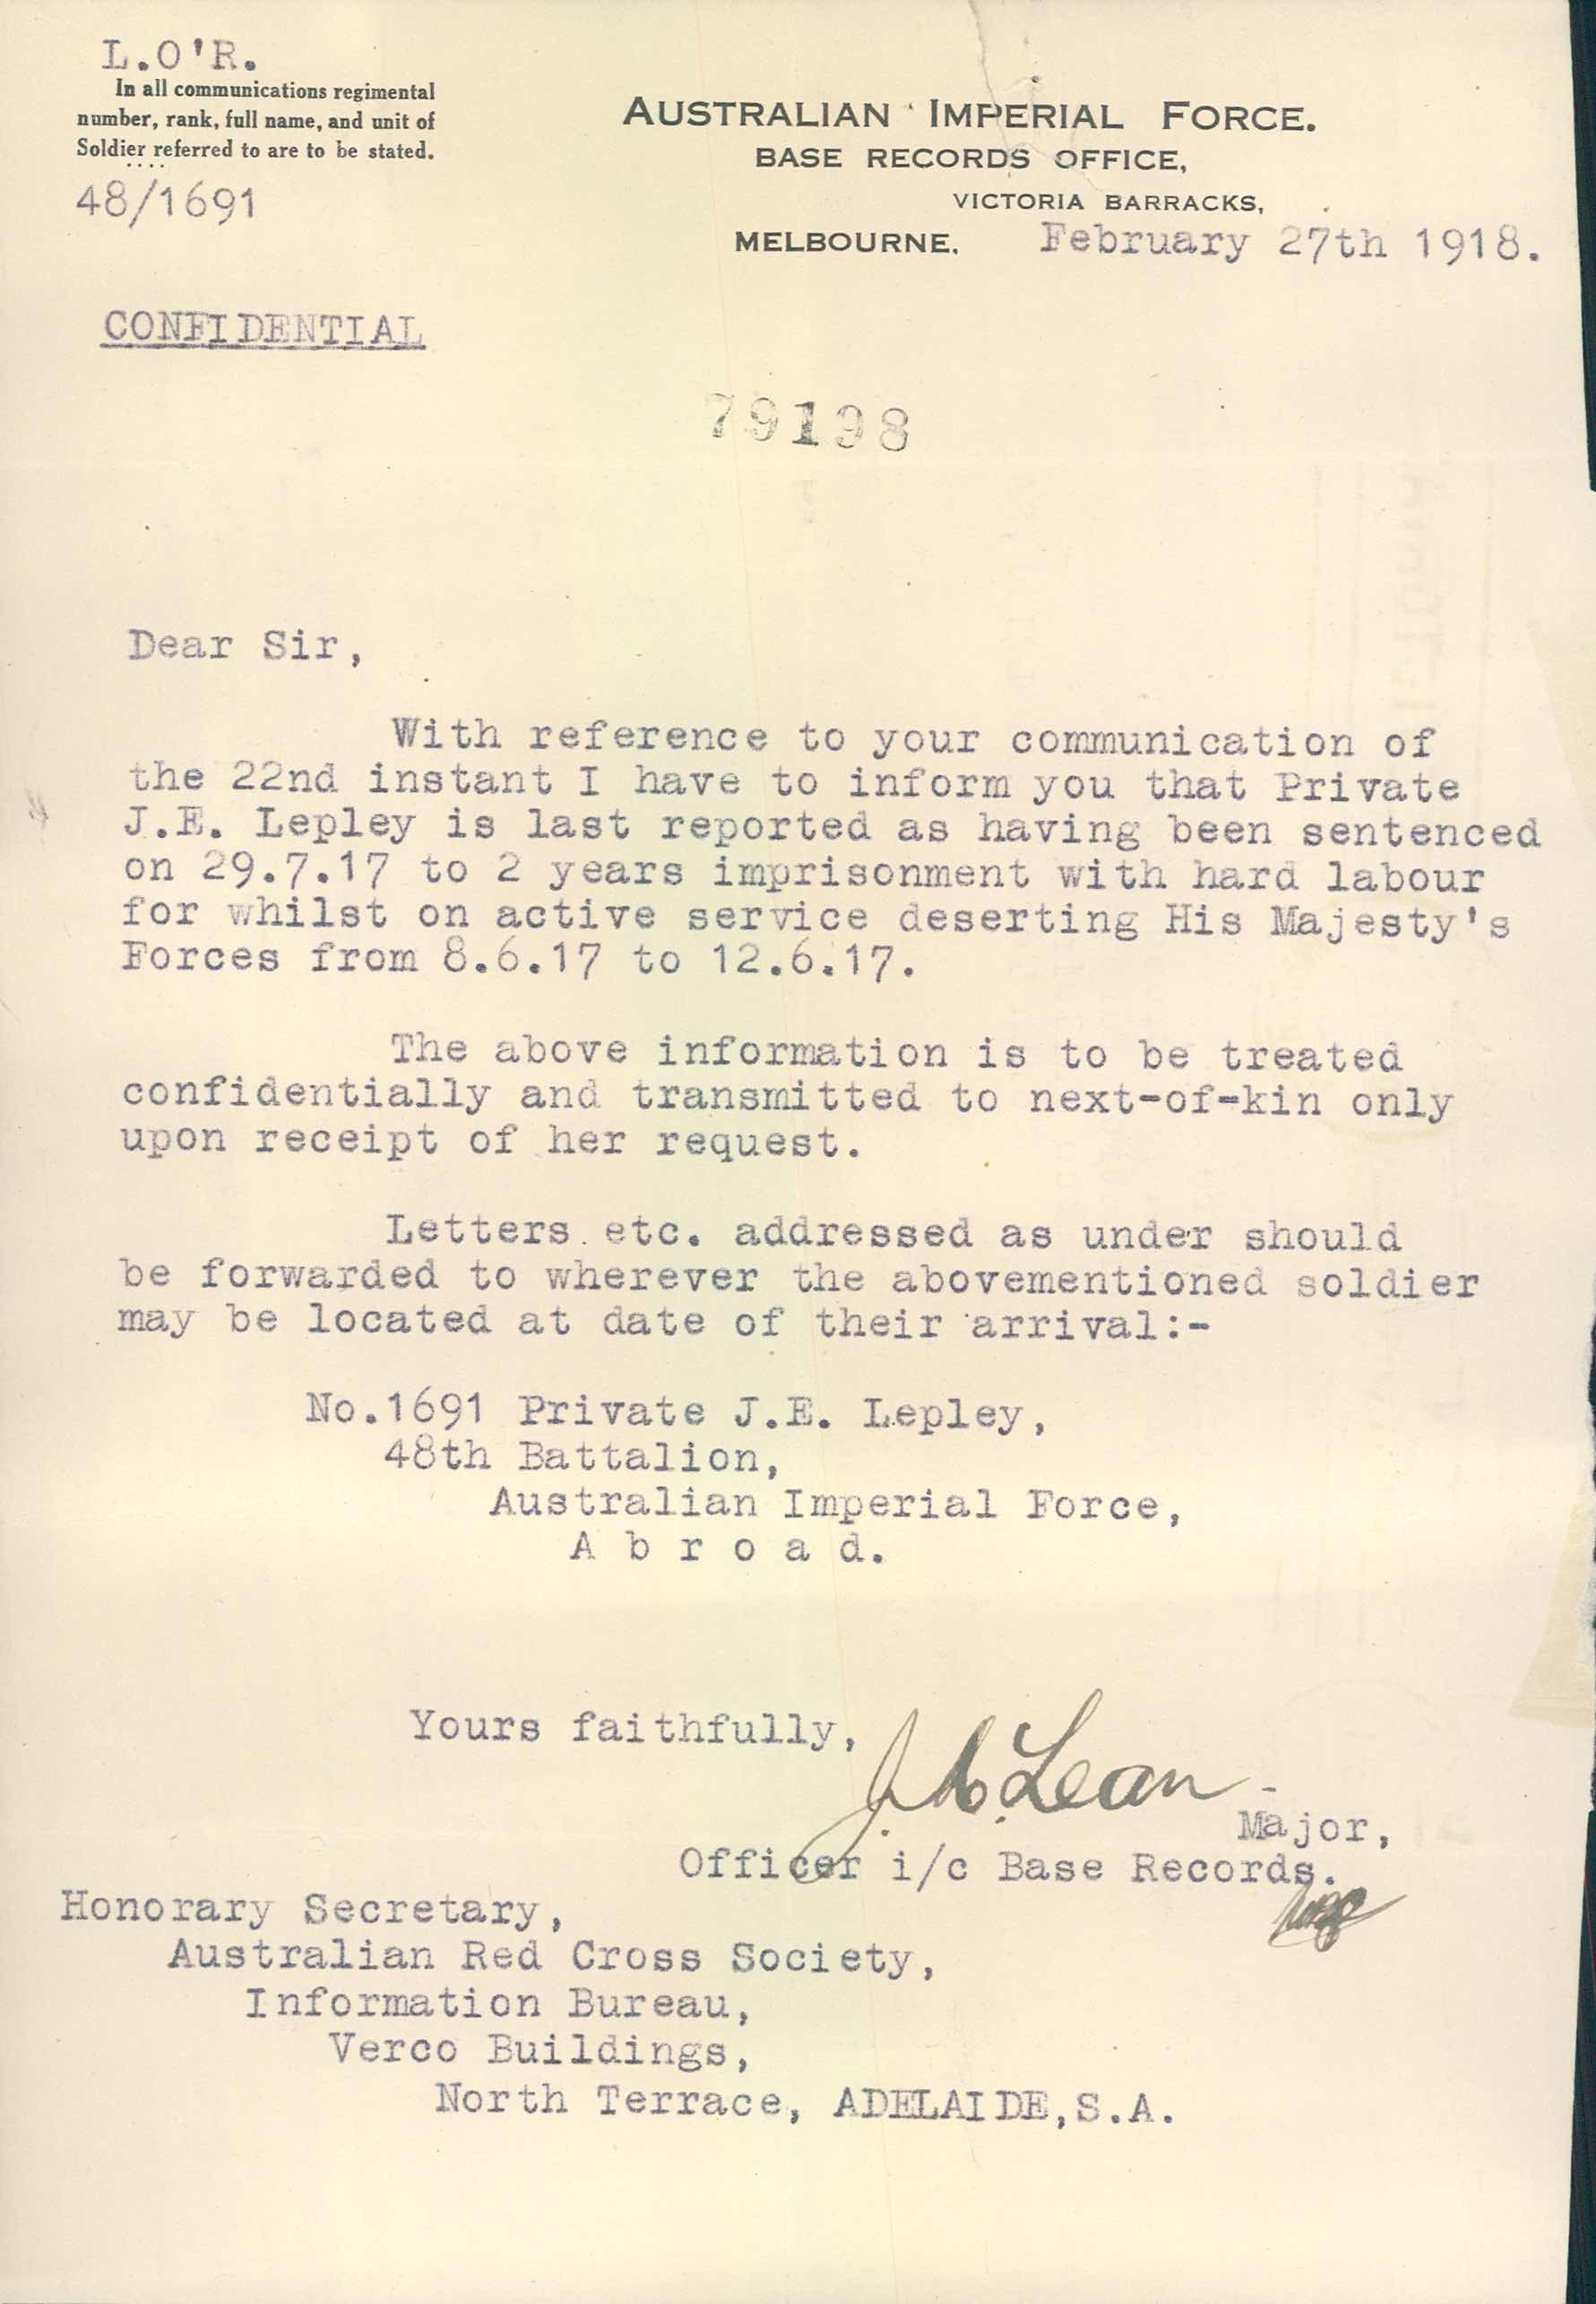 L.O'R.
In all communications regimental
number, rank, full name, and unit of
Soldier referred to are to be stated.
48/1691
AUSTRALIAN IMPERIAL FORCE.
BASE RECORDS OFFICE,
VICTORIA BARRACKS,
MELBOURNE. February 27th 1918.
CONFIDENTIAL
79198
Dear Sir,
With reference to your communication of
the 22nd instant I have to inform you that Private
J.E. Lepley is last reported as having been sentenced
on 29.7.17 to 2 years imprisonment with hard labour
for whilst on active service deserting His Majesty's
Forces from 8.6.17 to 12.6.17.
The above information is to be treated
confidentially and transmitted to next-of-kin only
upon receipt of her request.
Letters etc. addressed as under should
be forwarded to wherever the abovementioned soldier
may be located at date of their arrival:-
No.1691 Private J.E. Lepley,
48th Battalion,
Australian Imperial Force,
A b r o a d.
Yours faithfully,
J. McLean
Major,
Officer i/c Base Records.
Honorary Secretary,
Australian Red Cross Society,
Information Bureau,
Verco Buildings,
North Terrace, ADELAIDE,S.A.